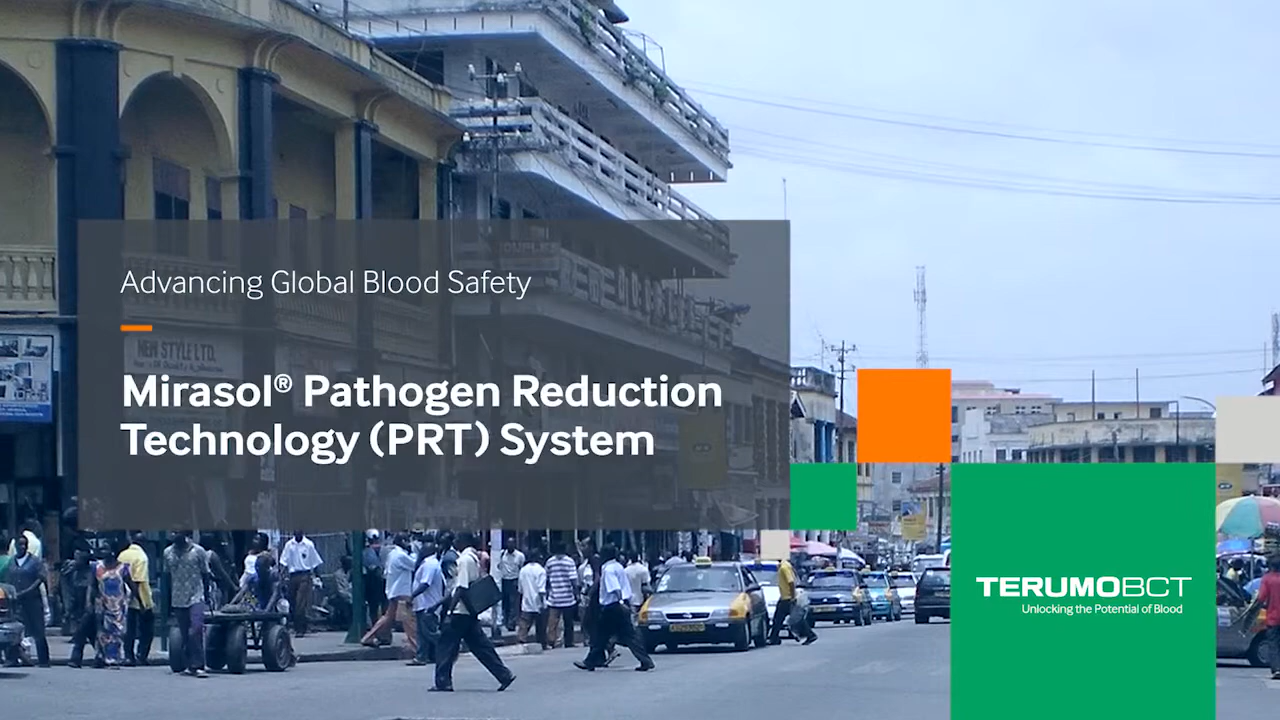 Advancing Global Blood Safety
NEW STYLE LTD.
Mirasol® Pathogen Reduction
Technology (PRT) System
TERUMOBCT
Unlocking the Potential of Blood